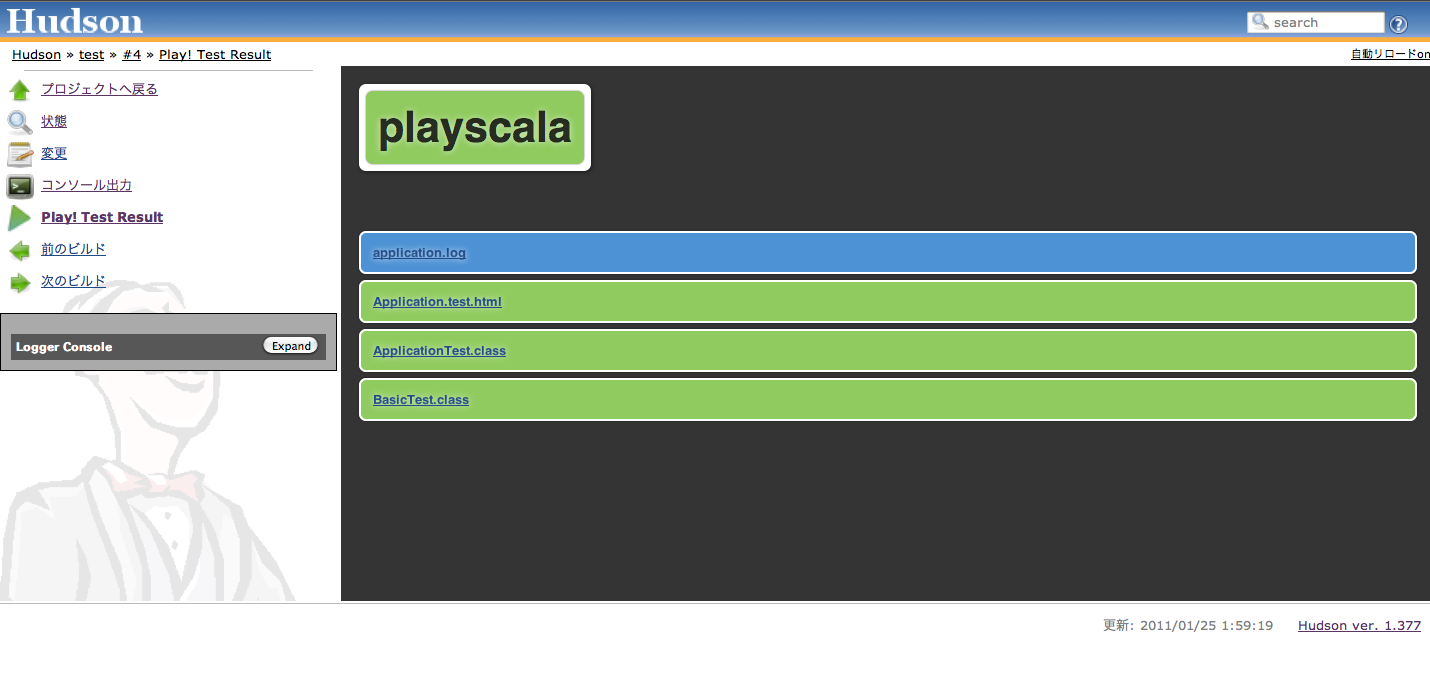 Hudson
search
?
Hudson » test » #4 » Play! Test Result
自動リロードon
プロジェクトへ戻る
状態
変更
コンソール出力
Play! Test Result
前のビルド
次のビルド
Logger Console
Expand
playscala
application.log
Application.test.html
ApplicationTest.class
BasicTest.class
更新: 2011/01/25 1:59:19
Hudson ver. 1.377